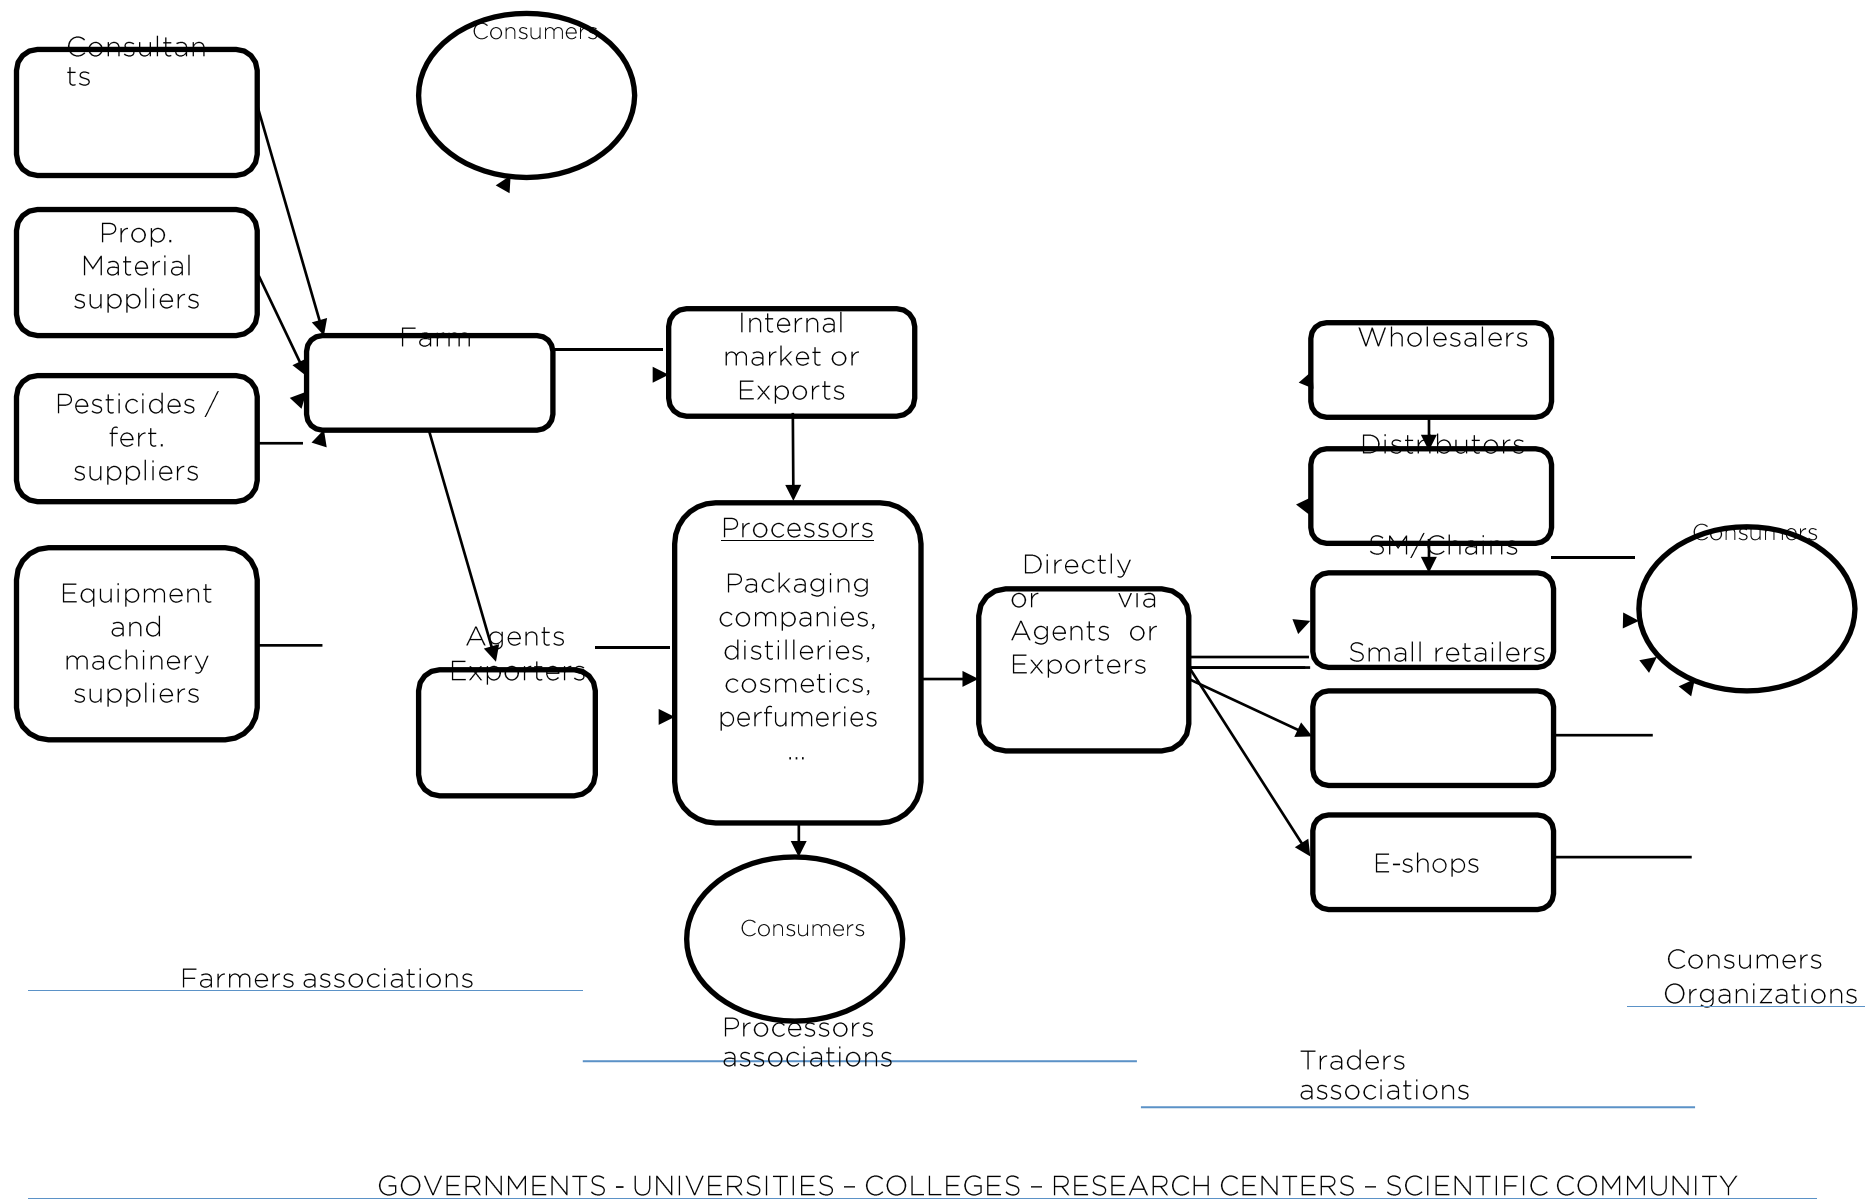 Consultan
ts
Consumers
Prop.
Material
suppliers
Pesticides /
fert.
suppliers
Equipment
and
machinery
suppliers
Farm
Internal
market or
Exports
Agents
Exporters
Processors
Packaging
companies,
distilleries,
cosmetics,
perfumeries
...
Directly
or via
Agents or
Exporters
Wholesalers
Distributors
SM/Chains
Small retailers
E-shops
Consumers
Consumers
Farmers associations
Processors
associations
Traders
associations
Consumers
Organizations
GOVERNMENTS - UNIVERSITIES – COLLEGES – RESEARCH CENTERS – SCIENTIFIC COMMUNITY